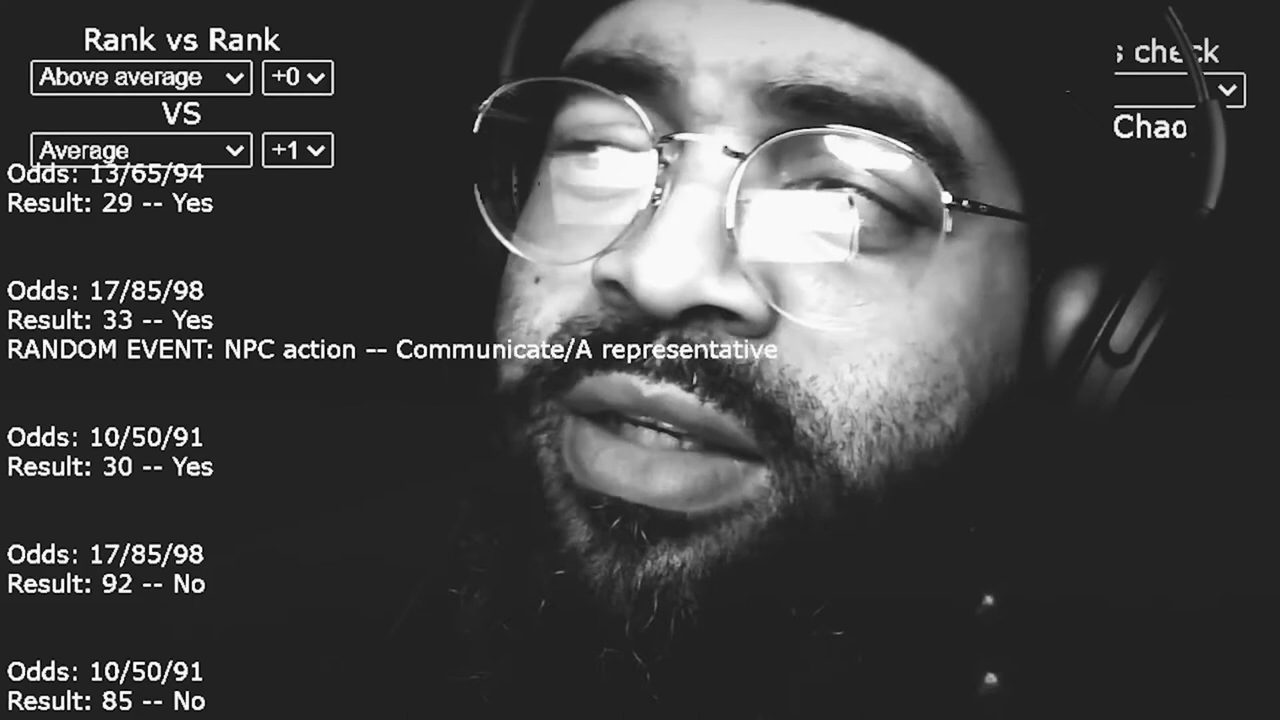 Rank vs Rank
Above average +0
VS
Average +1
check
Chao
Odds: 13/65/94
Result: 29 -- Yes
Odds: 17/85/98
Result: 33 -- Yes
RANDOM EVENT: NPC action -- Communicate/A representative
Odds: 10/50/91
Result: 30 -- Yes
Odds: 17/85/98
Result: 92 -- No
Odds: 10/50/91
Result: 85 -- No